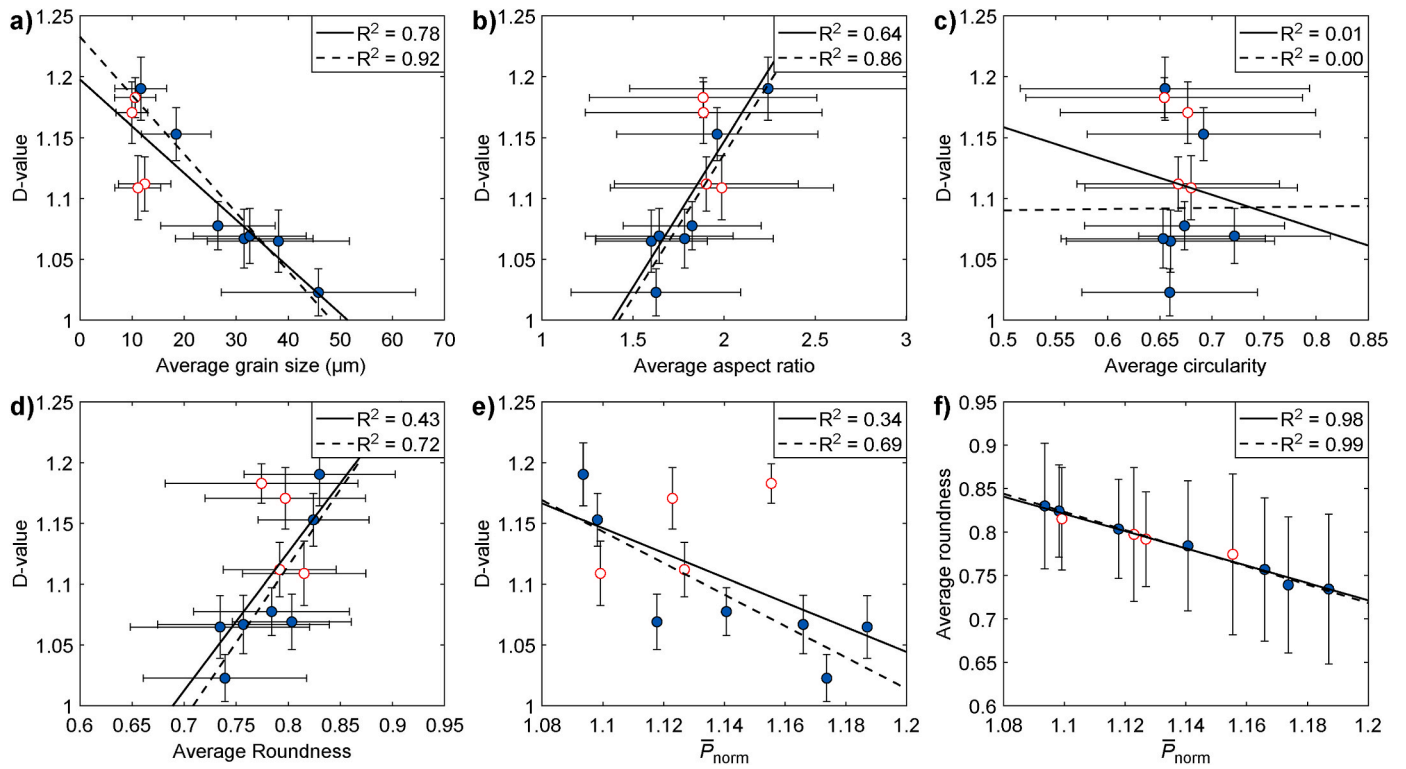 a)
1.25
1.2
1.15
1.1
1.05
1
D-value
R² = 0.78
R² = 0.92
0 10 20 30 40 50 60 70
Average grain size (µm)
b)
1.25
1.2
1.15
1.1
1.05
1
D-value
R² = 0.64
R² = 0.86
1 1.5 2 2.5 3
Average aspect ratio
c)
1.25
1.2
1.15
1.1
1.05
1
D-value
R² = 0.01
R² = 0.00
0.5 0.55 0.6 0.65 0.7 0.75 0.8 0.85
Average circularity
d)
1.25
1.2
1.15
1.1
1.05
1
D-value
R² = 0.43
R² = 0.72
0.6 0.65 0.7 0.75 0.8 0.85 0.9 0.95
Average Roundness
e)
1.25
1.2
1.15
1.1
1.05
1
D-value
R² = 0.34
R² = 0.69
1.08 1.1 1.12 1.14 1.16 1.18 1.2
P̅norm
f)
0.95
0.9
0.85
0.8
0.75
0.7
0.65
0.6
Average roundness
R² = 0.98
R² = 0.99
1.08 1.1 1.12 1.14 1.16 1.18 1.2
P̅norm